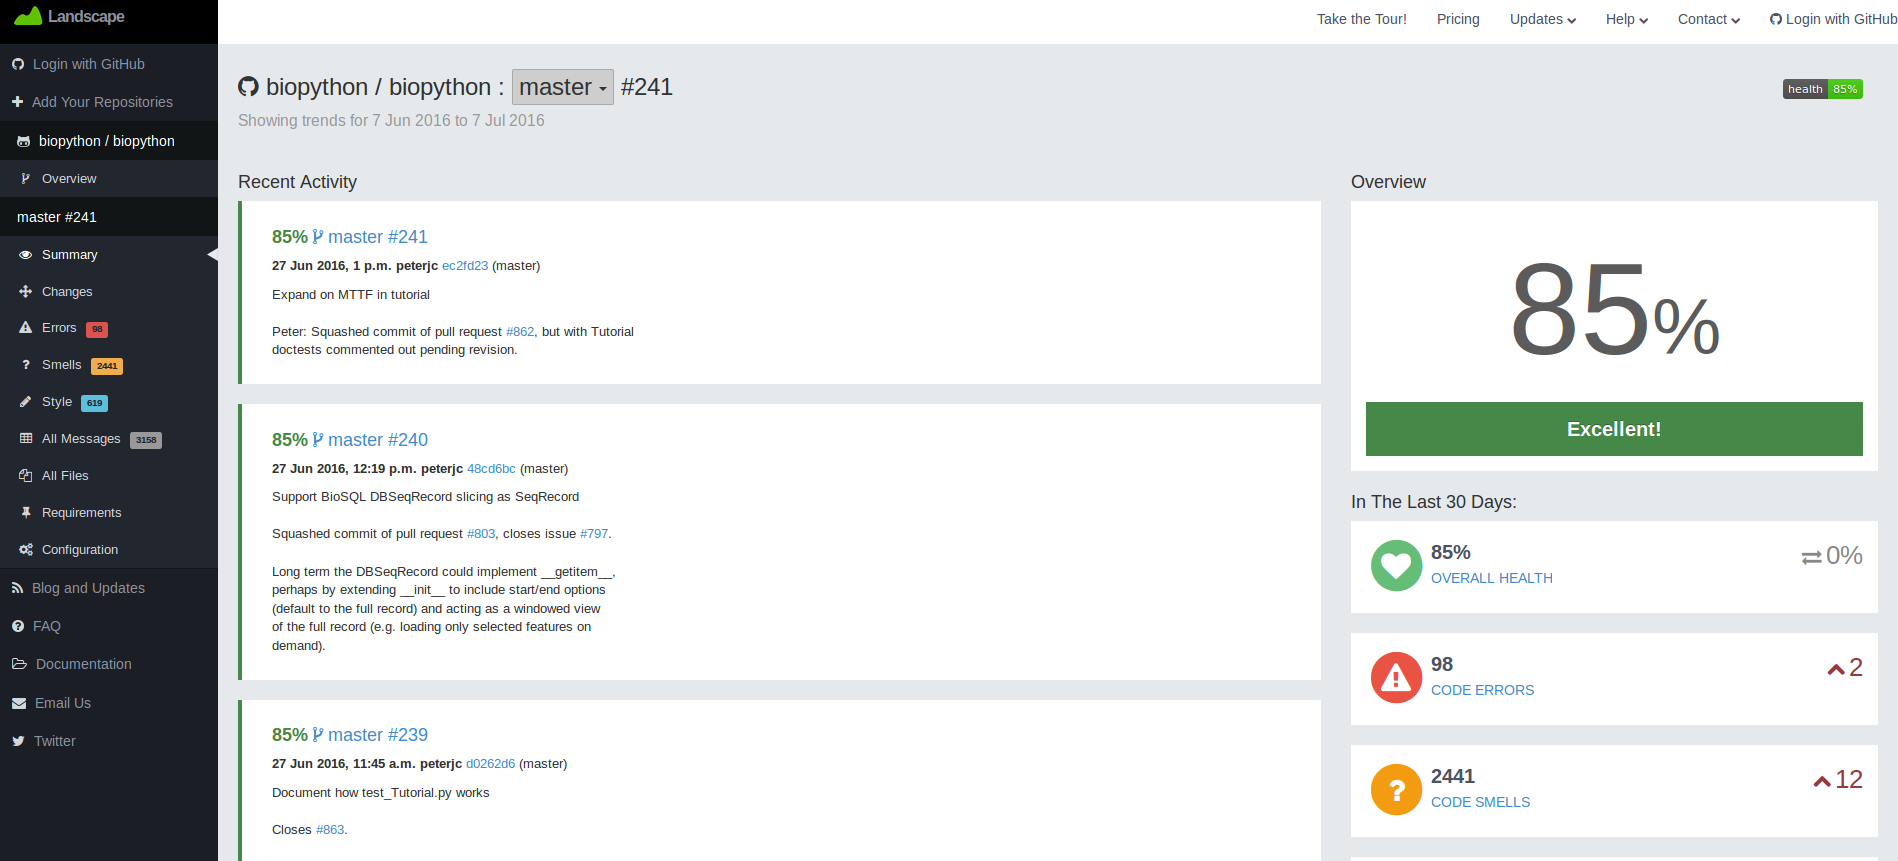 Landscape
Take the Tour!
Pricing
Updates
Help
Contact
Login with GitHub
Login with GitHub
Add Your Repositories
biopython / biopython
Overview
master #241
Summary
Changes
Errors 98
Smells 2441
Style 619
All Messages 3158
All Files
Requirements
Configuration
Blog and Updates
FAQ
Documentation
Email Us
Twitter
biopython / biopython : master #241
health 85%
Showing trends for 7 Jun 2016 to 7 Jul 2016
Recent Activity
85% master #241
27 Jun 2016, 1 p.m. peterjc ec2fd23 (master)
Expand on MTTF in tutorial
Peter: Squashed commit of pull request #862, but with Tutorial
doctests commented out pending revision.
85% master #240
27 Jun 2016, 12:19 p.m. peterjc 48cd6bc (master)
Support BioSQL DBSeqRecord slicing as SeqRecord
Squashed commit of pull request #803, closes issue #797.
Long term the DBSeqRecord could implement __getitem__,
perhaps by extending __init__ to include start/end options
(default to the full record) and acting as a windowed view
of the full record (e.g. loading only selected features on
demand).
85% master #239
27 Jun 2016, 11:45 a.m. peterjc d0262d6 (master)
Document how test_Tutorial.py works
Closes #863.
Overview
85%
Excellent!
In The Last 30 Days:
85%
OVERALL HEALTH
0%
98
CODE ERRORS
2
2441
CODE SMELLS
12